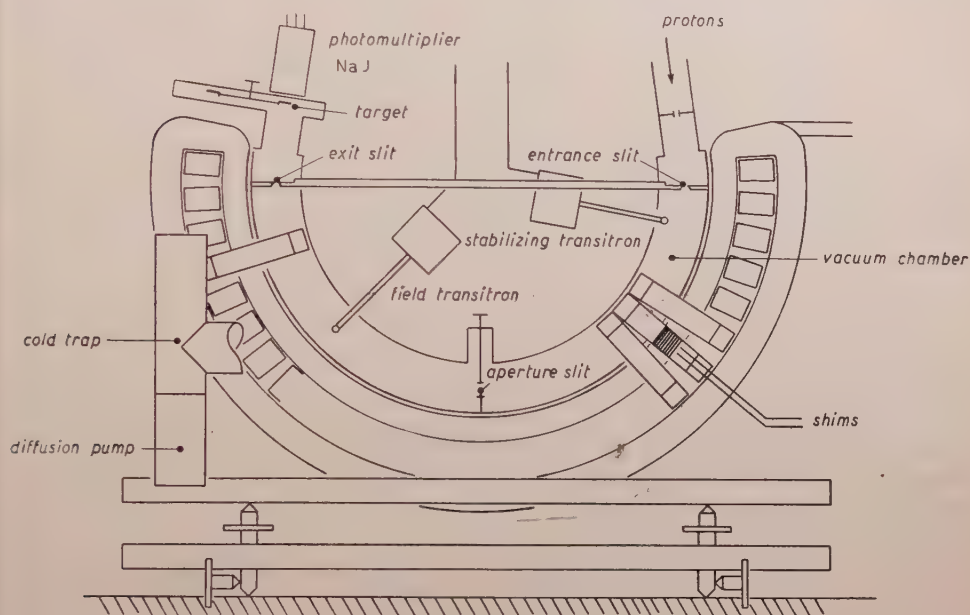 protons
photomultiplier
Na J
target
exit slit
entrance slit
stabilizing transitron
vacuum chamber
field transitron
cold trap
aperture slit
shims
diffusion pump